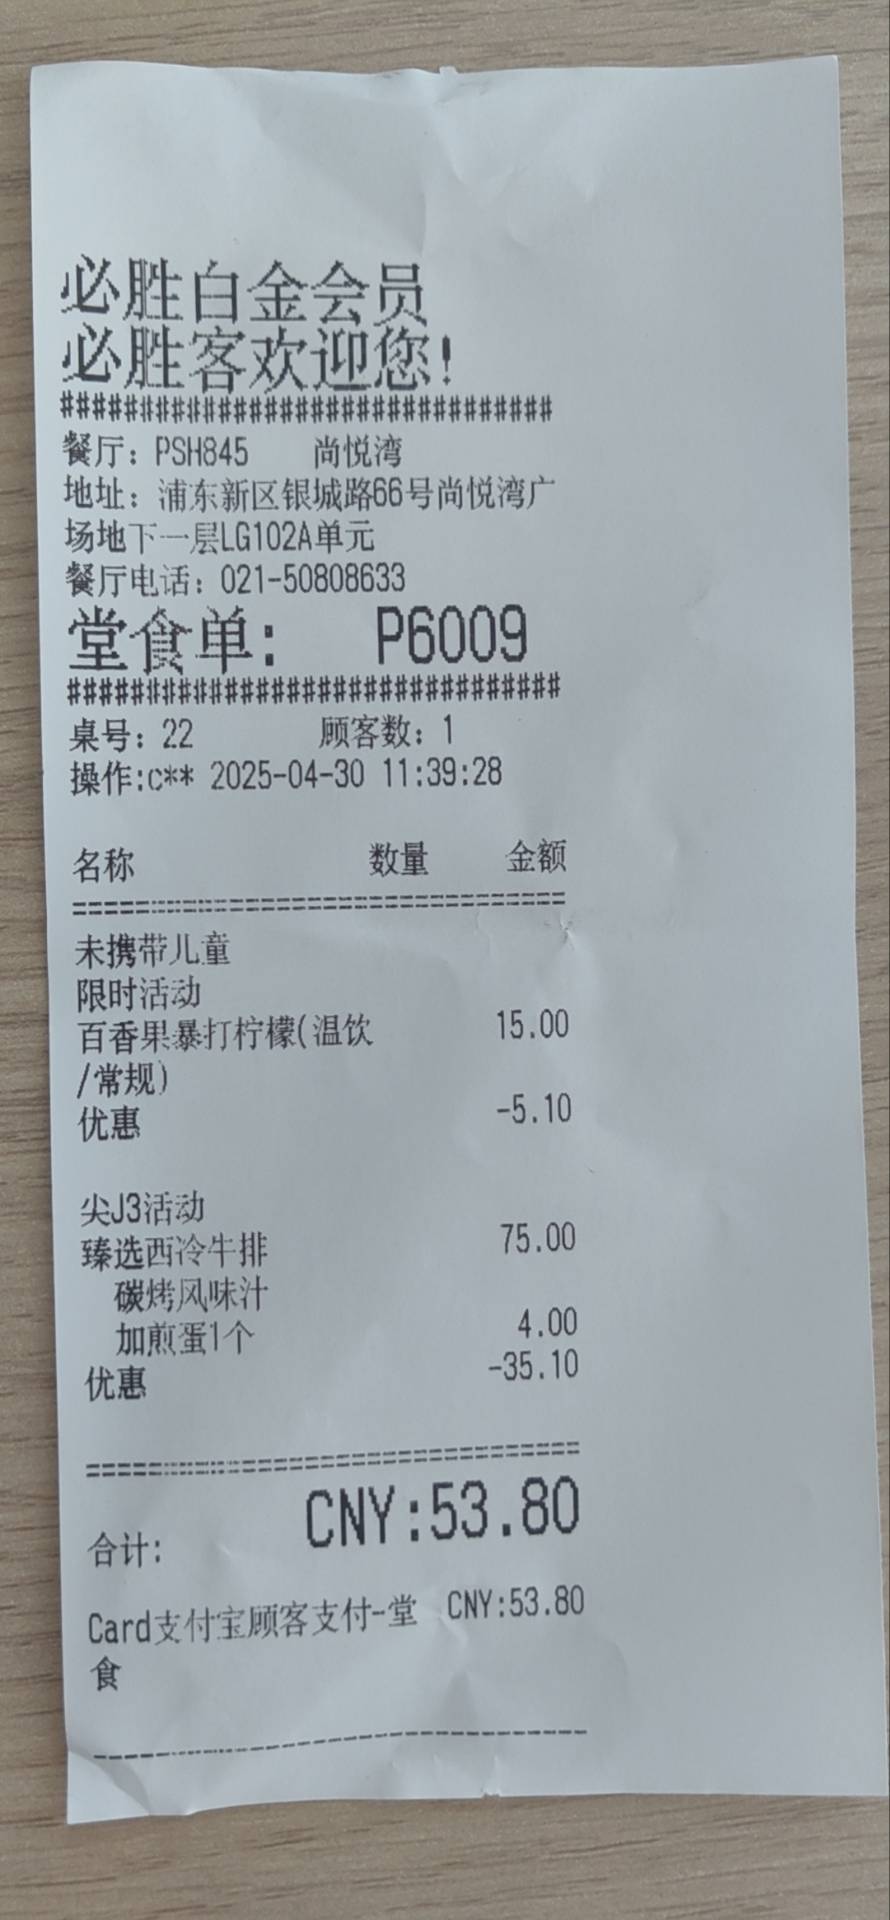 必胜白金会员
必胜客欢迎您!
################################
餐厅: PSH845 尚悦湾
地址: 浦东新区银城路66号尚悦湾广
场地下一层LG102A单元
餐厅电话: 021-50808633
堂食单: P6009
################################
桌号: 22 顾客数: 1
操作:c** 2025-04-30 11:39:28
名称 数量 金额
================================
未携带儿童
限时活动
百香果暴打柠檬(温饮 15.00
/常规)
优惠 -5.10
尖J3活动
臻选西冷牛排 75.00
碳烤风味汁
加煎蛋1个 4.00
优惠 -35.10
================================
合计: CNY:53.80
Card支付宝顾客支付-堂 CNY:53.80
食
--------------------------------